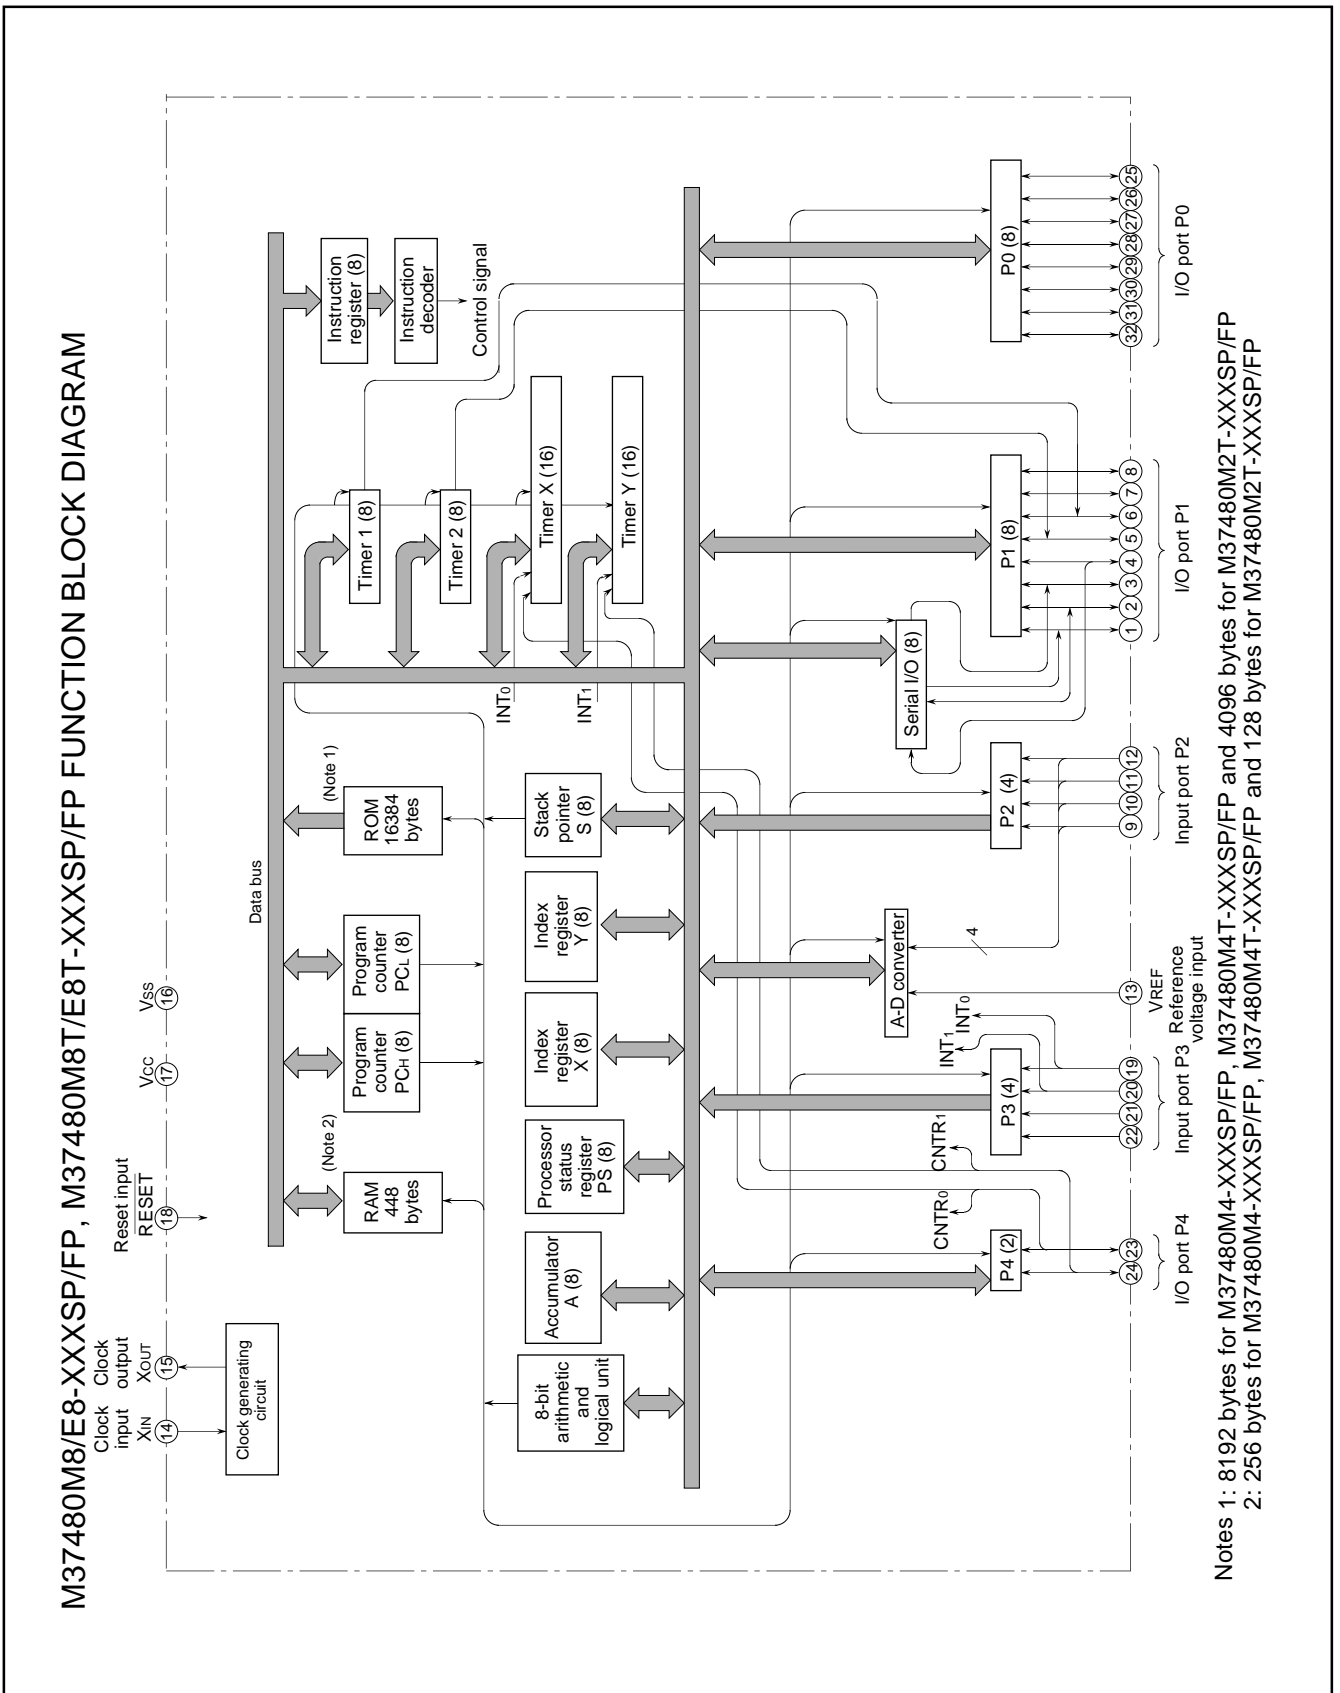 M37480M8/E8-XXXSP/FP, M37480M8T/E8T-XXXSP/FP FUNCTION BLOCK DIAGRAM
Clock
input
XIN
14
Clock
output
XOUT
15
Reset input
RESET
18
VCC
17
VSS
16
Clock generating
circuit
Data bus
RAM
448
bytes
(Note 2)
Program
counter
PCH (8)
Program
counter
PCL (8)
ROM
16384
bytes
(Note 1)
Instruction
register (8)
Instruction
decoder
Control signal
Timer 1 (8)
Timer 2 (8)
Timer X (16)
Timer Y (16)
INT0
INT1
8-bit
arithmetic
and
logical unit
Accumulator
A (8)
Processor
status
register
PS (8)
Index
register
X (8)
Index
register
Y (8)
Stack
pointer
S (8)
CNTR0
CNTR1
INT1
INT0
P4 (2)
P3 (4)
A-D converter
4
P2 (4)
Serial I/O (8)
P1 (8)
P0 (8)
24 23
22 21 20 19
13
9 10 11 12
1 2 3 4 5 6 7 8
32 31 30 29 28 27 26 25
I/O port P4
Input port P3
VREF
Reference
voltage input
Input port P2
I/O port P1
I/O port P0
Notes 1: 8192 bytes for M37480M4-XXXSP/FP, M37480M4T-XXXSP/FP and 4096 bytes for M37480M2T-XXXSP/FP
2: 256 bytes for M37480M4-XXXSP/FP, M37480M4T-XXXSP/FP and 128 bytes for M37480M2T-XXXSP/FP